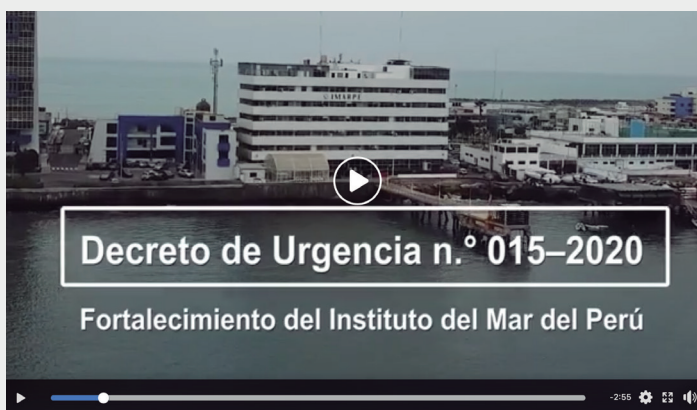 IMARPE
Decreto de Urgencia n.° 015–2020
Fortalecimiento del Instituto del Mar del Perú
-2:55